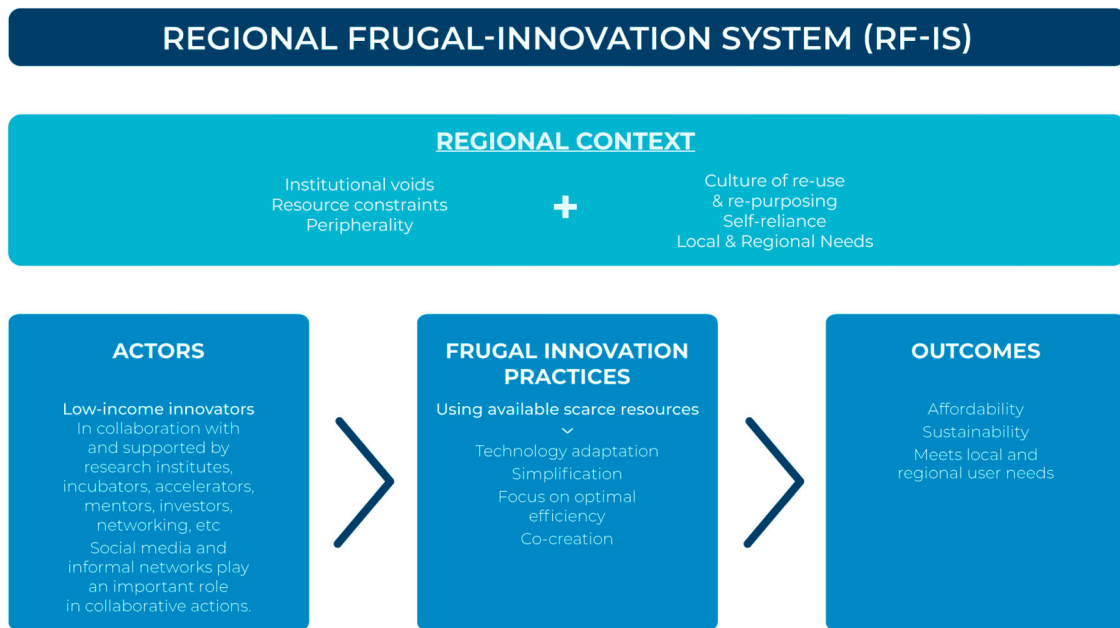 REGIONAL FRUGAL-INNOVATION SYSTEM (RF-IS)
REGIONAL CONTEXT
Institutional voids
Resource constraints
Peripherality
+
Culture of re-use
& re-purposing
Self-reliance
Local & Regional Needs
ACTORS
Low-income innovators
In collaboration with
and supported by
research institutes,
incubators, accelerators,
mentors, investors,
networking, etc
Social media and
informal networks play
an important role
in collaborative actions.
FRUGAL INNOVATION
PRACTICES
Using available scarce resources
Technology adaptation
Simplification
Focus on optimal
efficiency
Co-creation
OUTCOMES
Affordability
Sustainability
Meets local and
regional user needs